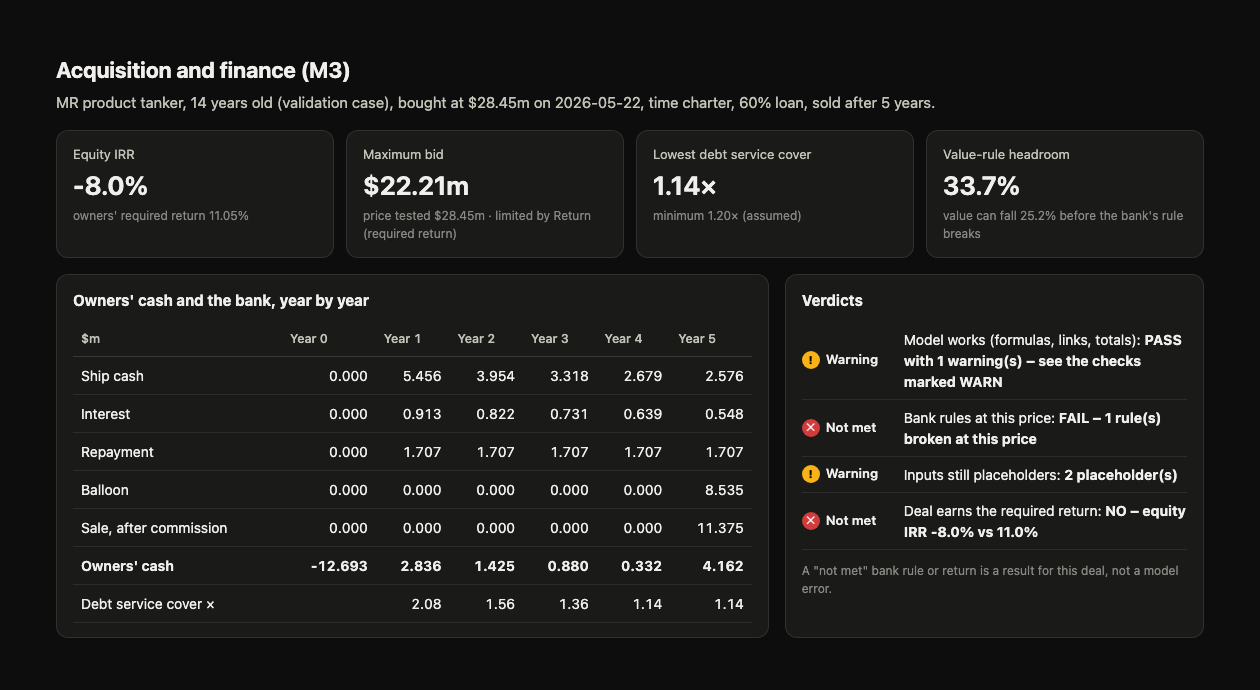 Acquisition and finance (M3)
MR product tanker, 14 years old (validation case), bought at $28.45m on 2026-05-22, time charter, 60% loan, sold after 5 years.
Equity IRR
-8.0%
owners' required return 11.05%
Maximum bid
$22.21m
price tested $28.45m · limited by Return
(required return)
Lowest debt service cover
1.14×
minimum 1.20× (assumed)
Value-rule headroom
33.7%
value can fall 25.2% before the bank's rule
breaks
Owners' cash and the bank, year by year
$m Year 0 Year 1 Year 2 Year 3 Year 4 Year 5
Ship cash 0.000 5.456 3.954 3.318 2.679 2.576
Interest 0.000 0.913 0.822 0.731 0.639 0.548
Repayment 0.000 1.707 1.707 1.707 1.707 1.707
Balloon 0.000 0.000 0.000 0.000 0.000 8.535
Sale, after commission 0.000 0.000 0.000 0.000 0.000 11.375
Owners' cash -12.693 2.836 1.425 0.880 0.332 4.162
Debt service cover × 2.08 1.56 1.36 1.14 1.14
Verdicts
! Warning
Model works (formulas, links, totals): PASS
with 1 warning(s) – see the checks
marked WARN
✕ Not met
Bank rules at this price: FAIL – 1 rule(s)
broken at this price
! Warning
Inputs still placeholders: 2 placeholder(s)
✕ Not met
Deal earns the required return: NO – equity
IRR -8.0% vs 11.0%
A "not met" bank rule or return is a result for this deal, not a model
error.